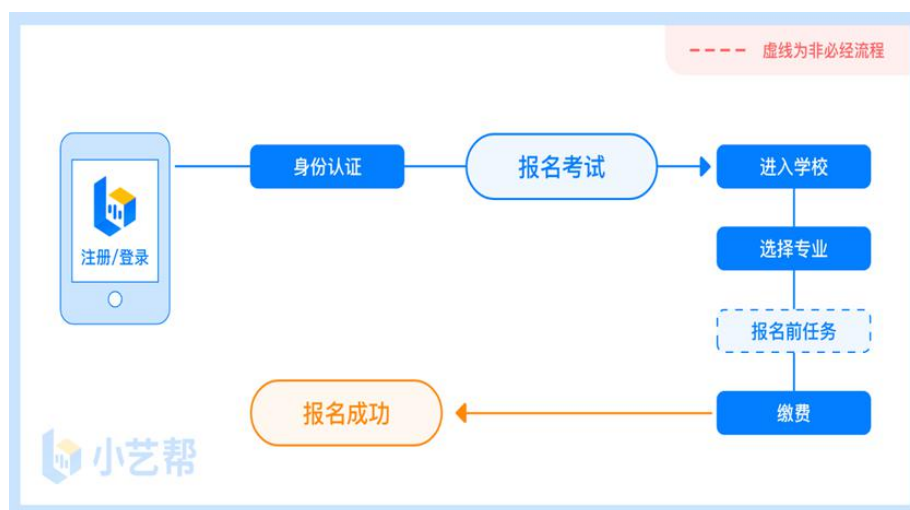 虚线为非必经流程
注册/登录
身份认证
报名考试
进入学校
选择专业
报名前任务
缴费
报名成功
小艺帮